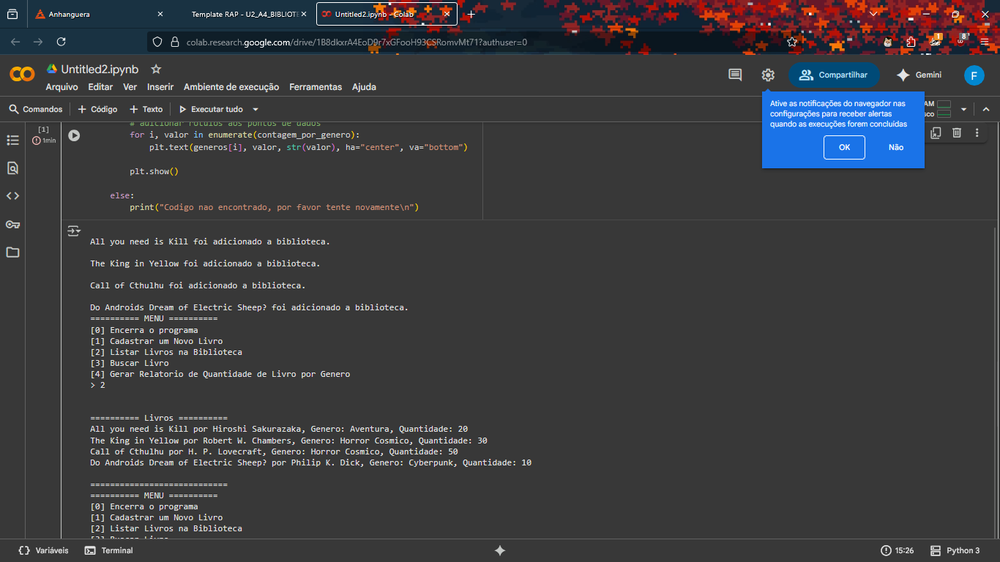 Anhanguera
Template RAP - U2_A4_BIBLIOTE
Untitled2.ipynb - Colab
colab.research.google.com/drive/1B8dkxrA4EoD9r7xGFooH93CSRomvMt71?authuser=0
1
8
CO
Untitled2.ipynb
Arquivo Editar Ver Inserir Ambiente de execução Ferramentas Ajuda
Compartilhar
Gemini
F
Comandos + Código + Texto Executar tudo
Ative as notificações do navegador nas
configurações para receber alertas
quando as execuções forem concluídas
OK Não
AM
sco
[1]
1min
# adicionar rotulos aos pontos de dados
for i, valor in enumerate(contagem_por_genero):
plt.text(generos[i], valor, str(valor), ha="center", va="bottom")
plt.show()
else:
print("Codigo nao encontrado, por favor tente novamente\n")
All you need is Kill foi adicionado a biblioteca.
The King in Yellow foi adicionado a biblioteca.
Call of Cthulhu foi adicionado a biblioteca.
Do Androids Dream of Electric Sheep? foi adicionado a biblioteca.
========== MENU ==========
[0] Encerra o programa
[1] Cadastrar um Novo Livro
[2] Listar Livros na Biblioteca
[3] Buscar Livro
[4] Gerar Relatorio de Quantidade de Livro por Genero
> 2
========== Livros ==========
All you need is Kill por Hiroshi Sakurazaka, Genero: Aventura, Quantidade: 20
The King in Yellow por Robert W. Chambers, Genero: Horror Cosmico, Quantidade: 30
Call of Cthulhu por H. P. Lovecraft, Genero: Horror Cosmico, Quantidade: 50
Do Androids Dream of Electric Sheep? por Philip K. Dick, Genero: Cyberpunk, Quantidade: 10
============================
========== MENU ==========
[0] Encerra o programa
[1] Cadastrar um Novo Livro
[2] Listar Livros na Biblioteca
[3] Buscar Livro
Variáveis Terminal
15:26 Python 3